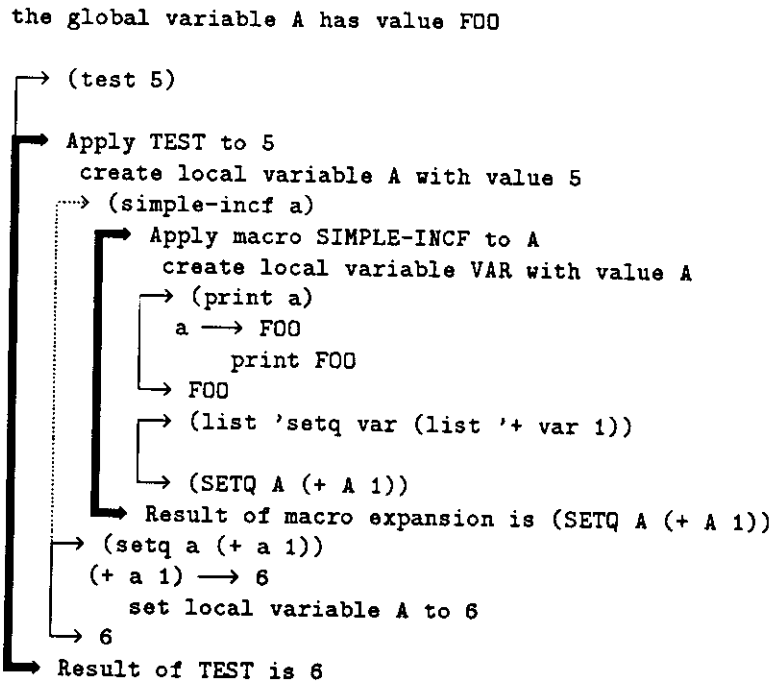 the global variable A has value FOO
(test 5)
Apply TEST to 5
create local variable A with value 5
(simple-incf a)
Apply macro SIMPLE-INCF to A
create local variable VAR with value A
(print a)
a ⟶ FOO
print FOO
FOO
(list 'setq var (list '+ var 1))
(SETQ A (+ A 1))
Result of macro expansion is (SETQ A (+ A 1))
(setq a (+ a 1))
(+ a 1) ⟶ 6
set local variable A to 6
6
Result of TEST is 6